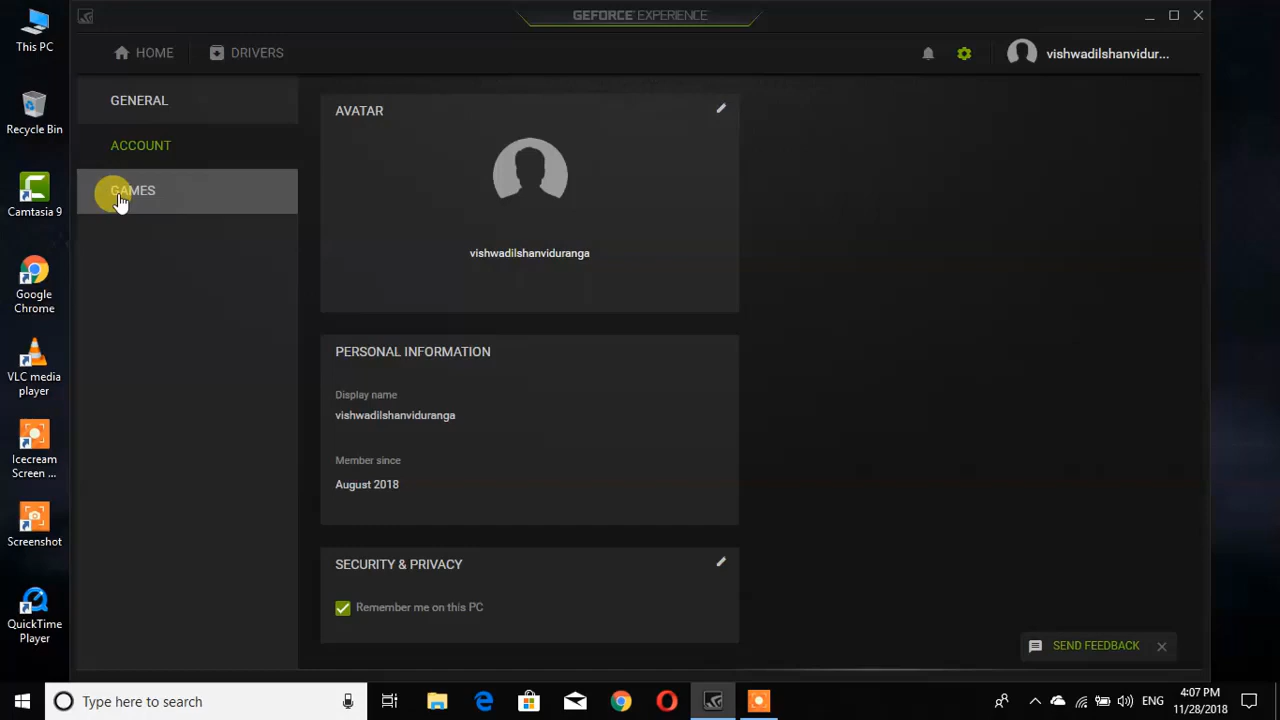 This PC
Recycle Bin
Camtasia 9
Google
Chrome
VLC media
player
Icecream
Screen ...
Screenshot
QuickTime
Player
GEFORCE EXPERIENCE
HOME
DRIVERS
vishwadilshanvidur...
GENERAL
ACCOUNT
GAMES
AVATAR
vishwadilshanviduranga
PERSONAL INFORMATION
Display name
vishwadilshanviduranga
Member since
August 2018
SECURITY & PRIVACY
Remember me on this PC
SEND FEEDBACK
Type here to search
ENG
4:07 PM
11/28/2018